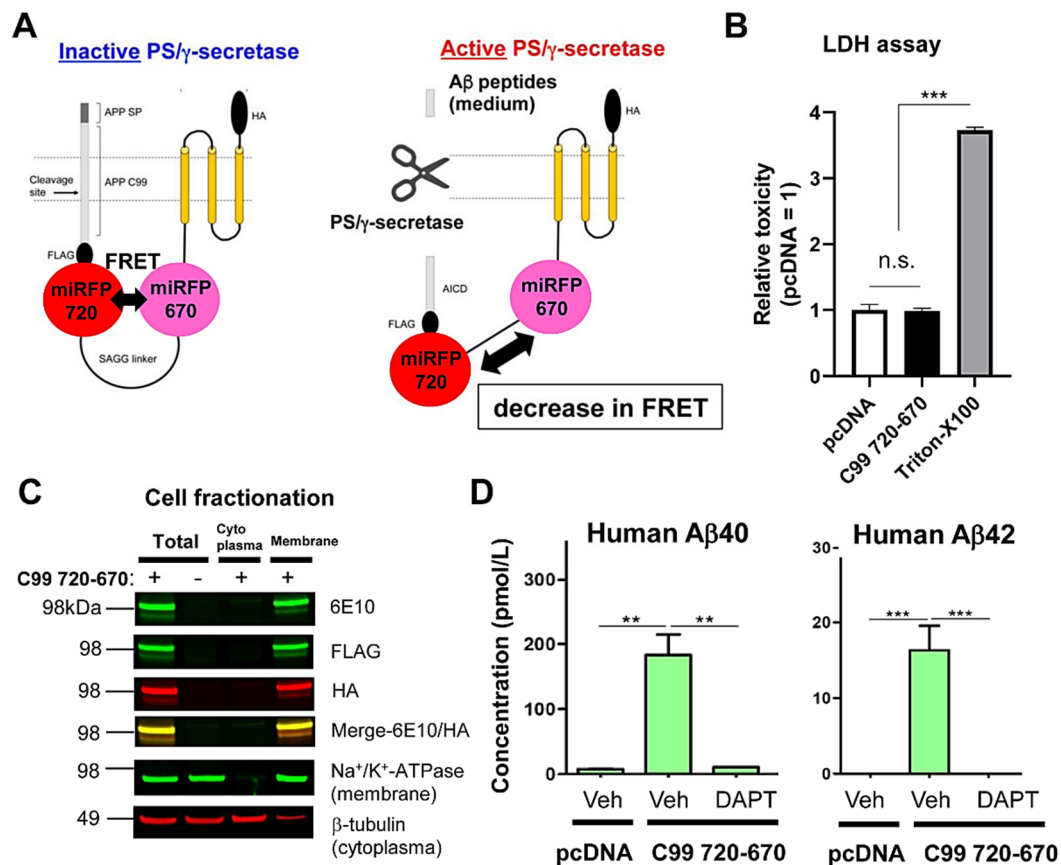 A
Inactive PS/γ-secretase
APP SP
HA
Cleavage
site
APP C99
FLAG
FRET
miRFP
720
miRFP
670
SAGG linker
Active PS/γ-secretase
Aβ peptides
(medium)
HA
PS/γ-secretase
AICD
FLAG
miRFP
670
miRFP
720
decrease in FRET
B
LDH assay
Relative toxicity
(pcDNA = 1)
4
3
2
1
0
***
n.s.
pcDNA
C99 720-670
Triton-X100
C
Cell fractionation
Total
Cyto
plasma
Membrane
C99 720-670: + - + +
98kDa
6E10
98
FLAG
98
HA
98
Merge-6E10/HA
98
Na⁺/K⁺-ATPase
(membrane)
49
β-tubulin
(cytoplasma)
D
Human Aβ40
Concentration (pmol/L)
300
200
100
0
** **
Veh Veh DAPT
pcDNA C99 720-670
Human Aβ42
30
20
10
0
*** ***
Veh Veh DAPT
pcDNA C99 720-670